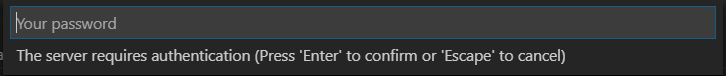 Your password
The server requires authentication (Press 'Enter' to confirm or 'Escape' to cancel)